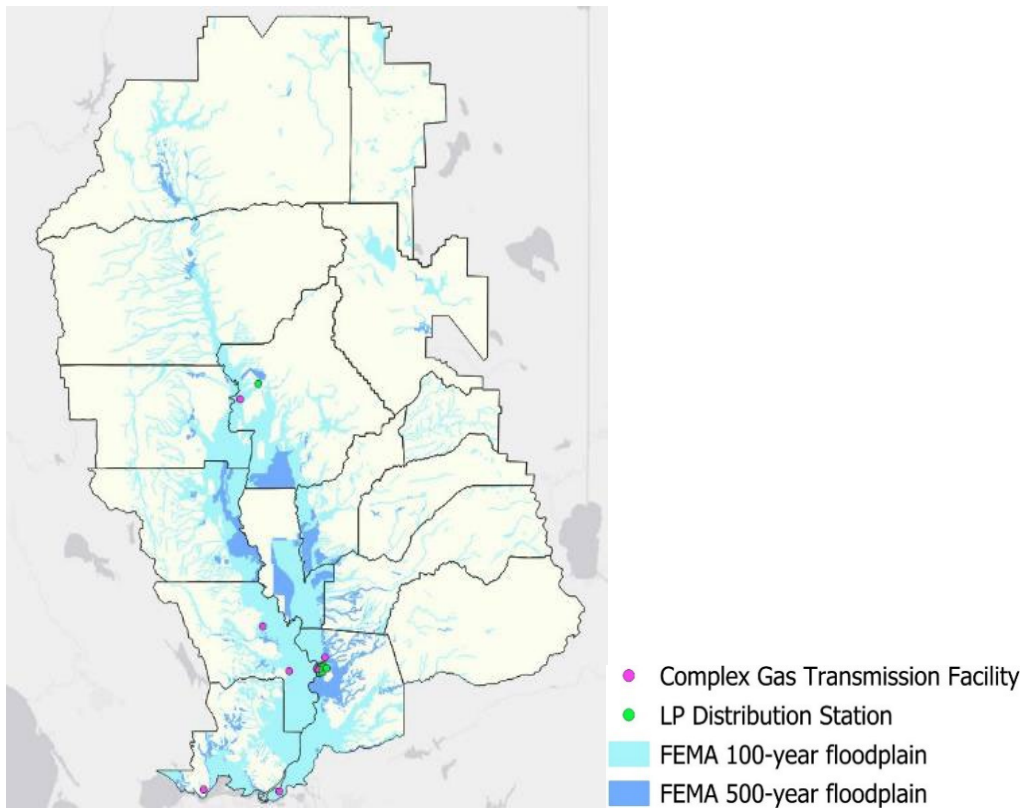 Complex Gas Transmission Facility
LP Distribution Station
FEMA 100-year floodplain
FEMA 500-year floodplain